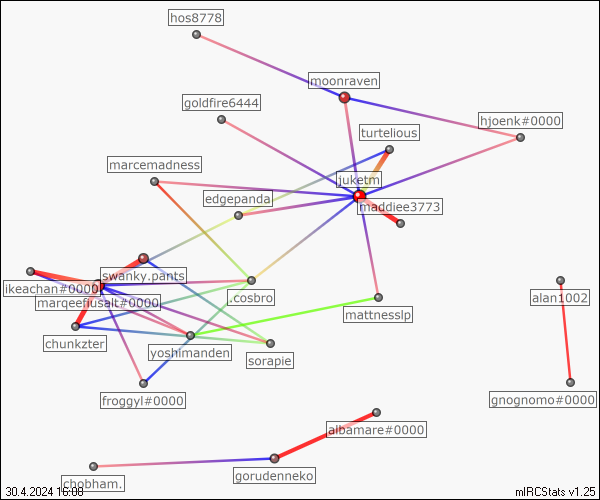 hos8778
moonraven
goldfire6444
hjoenk#0000
turtelious
marcemadness
juketm
edgepanda
maddiee3773
swanky.pants
ikeachan#0000
marqeefiusalt#0000
.cosbro
alan1002
mattnesslp
chunkzter
yoshimanden
sorapie
froggyl#0000
gnognomo#0000
albamare#0000
gorudenneko
chobham.
30.4.2024 16:08
mIRCStats v1.25